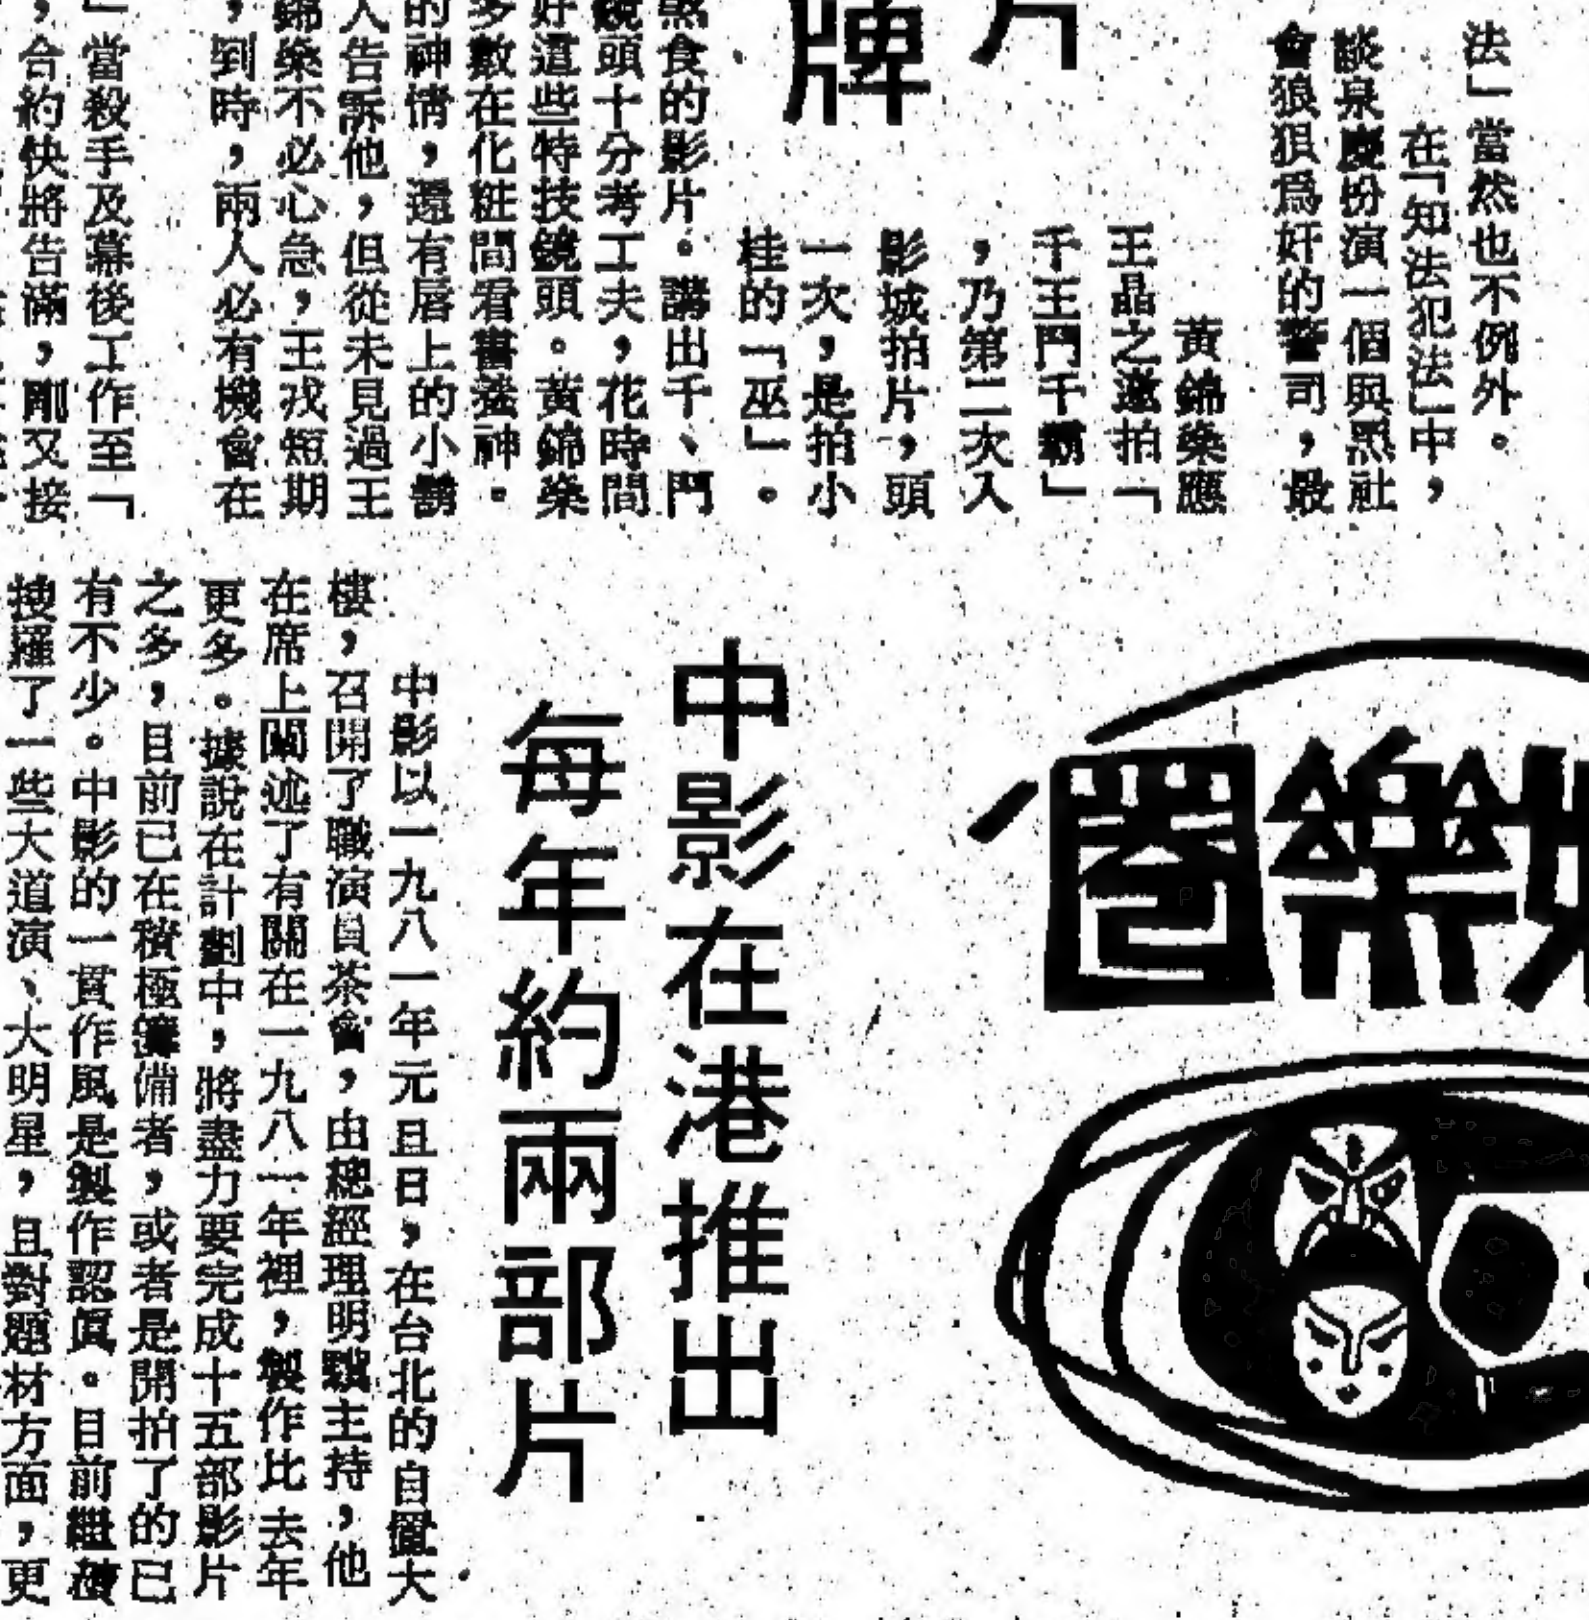 法」當然也不例外。
在「知法犯法」中，
談泉慶扮演一個與黑社
會狼狽爲奸的警司，最
片
牌
黃錦燊應
王晶之邀拍「
千王鬥千霸」
，乃第二次入
影城拍片，頭
一次，是拍小
桂的「巫」。
煞食的影片。講出千、鬥
鏡頭十分考工夫，花時間
好這些特技鏡頭。黃錦燊
多數在化粧間看書養神。
的神情，還有唇上的小鬍
人告訴他，但從未見過王
錦燊不必心急，王戎短期
，到時，兩人必有機會在
」當殺手及幕後工作至「
，合約快將告滿，剛又接
娛樂圈
中影在港推出
每年約兩部片
中影以一九八一年元旦日，在台北的自置大
樓，召開了職演員茶會，由總經理明驥主持，他
在席上闡述了有關在一九八一年裡，製作比去年
更多。據說在計劃中，將盡力要完成十五部影片
之多，目前已在積極籌備者，或者是開拍了的已
有不少。中影的一貫作風是製作認眞。目前繼續
搜羅了一些大道演、大明星，且對題材方面，更